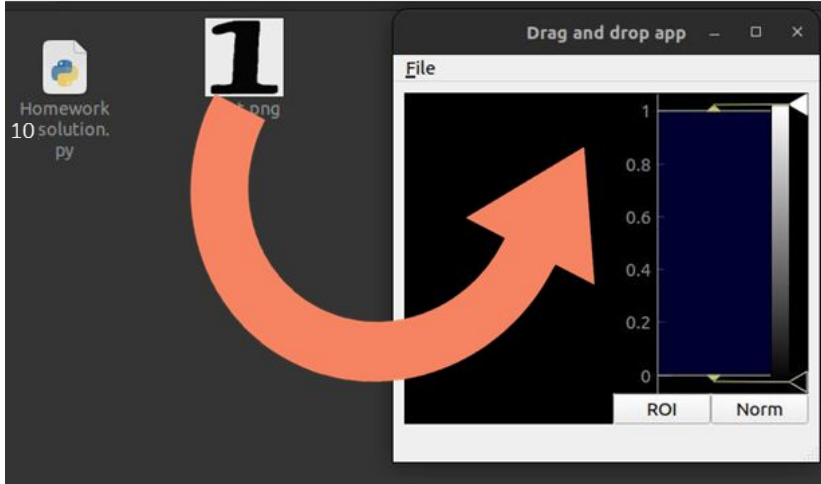 Homework
10 solution.
py
1
png
Drag and drop app
File
1
0.8
0.6
0.4
0.2
0
ROI
Norm